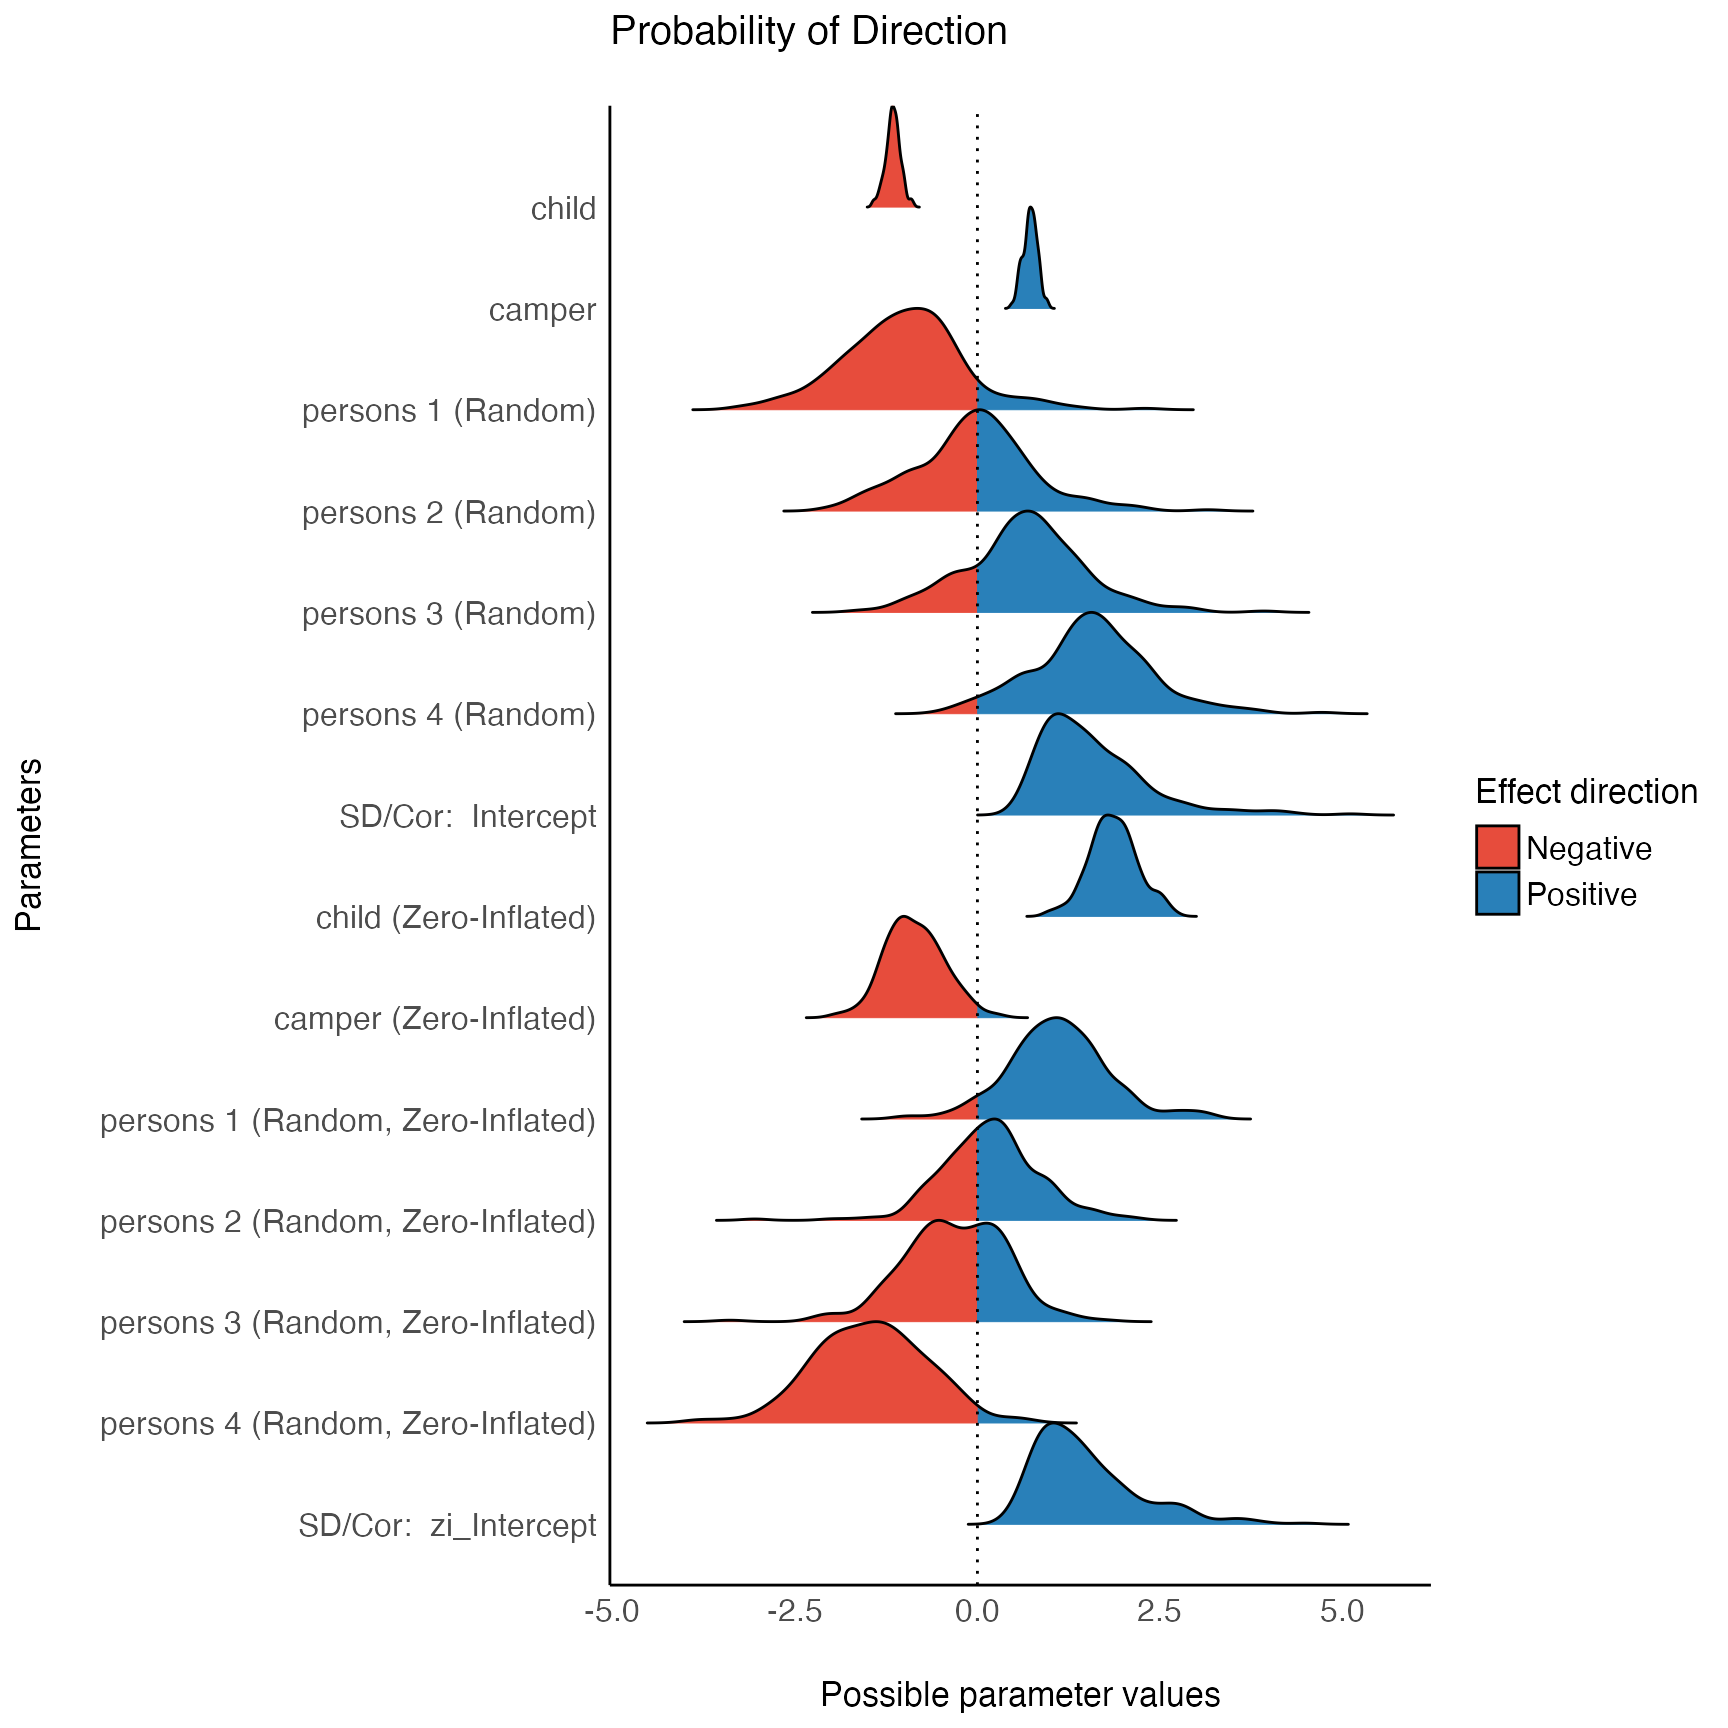 Probability of Direction
child
camper
persons 1 (Random)
persons 2 (Random)
persons 3 (Random)
persons 4 (Random)
SD/Cor:  Intercept
child (Zero-Inflated)
camper (Zero-Inflated)
persons 1 (Random, Zero-Inflated)
persons 2 (Random, Zero-Inflated)
persons 3 (Random, Zero-Inflated)
persons 4 (Random, Zero-Inflated)
SD/Cor:  zi_Intercept
Parameters
-5.0
-2.5
0.0
2.5
5.0
Possible parameter values
Effect direction
Negative
Positive